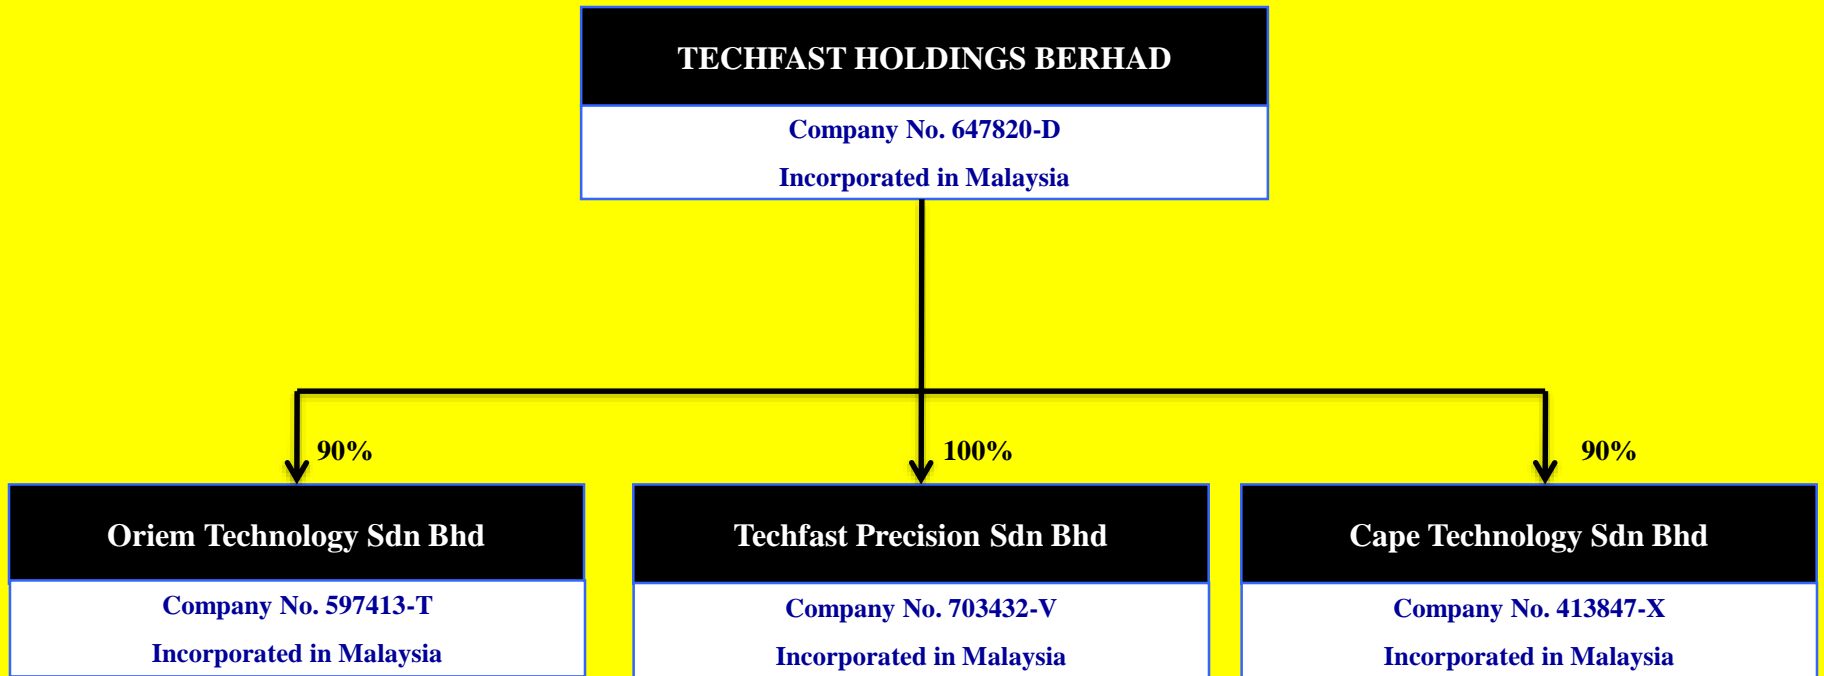 TECHFAST HOLDINGS BERHAD
Company No. 647820-D
Incorporated in Malaysia
90%
100%
90%
Oriem Technology Sdn Bhd
Company No. 597413-T
Incorporated in Malaysia
Techfast Precision Sdn Bhd
Company No. 703432-V
Incorporated in Malaysia
Cape Technology Sdn Bhd
Company No. 413847-X
Incorporated in Malaysia